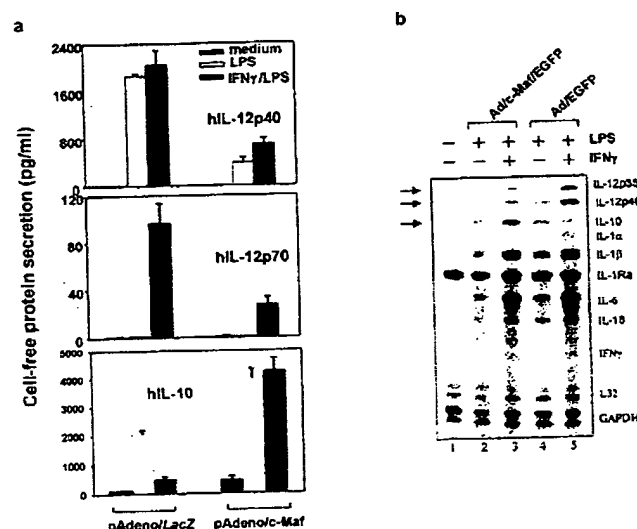 a
Cell-free protein secretion (pg/ml)
2400
1600
800
0
medium
LPS
IFNγ/LPS
hIL-12p40
120
80
40
0
hIL-12p70
5000
4000
3000
2000
1000
0
hIL-10
pAdeno/LacZ
pAdeno/c-Maf
b
Ad/c-Maf/EGFP
Ad/EGFP
- + + + + LPS
- - + - + IFNγ
IL-12p35
IL-12p40
IL-10
IL-1α
IL-1β
IL-1Ra
IL-6
IL-18
IFNγ
L32
GAPDH
1 2 3 4 5